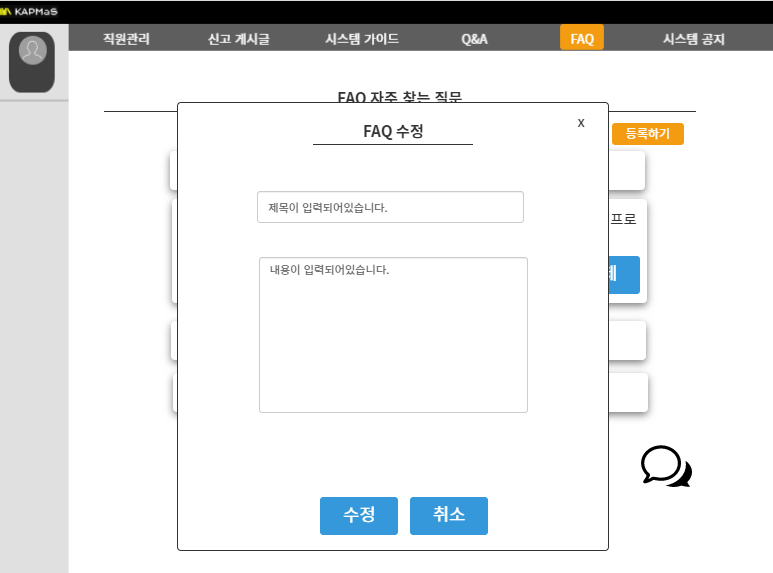 KAPMaS
직원관리 신고 게시글 시스템 가이드 Q&A FAQ 시스템 공지
FAQ 자주 찾는 질문
FAQ 수정 x
등록하기
제목이 입력되어있습니다.
프로
내용이 입력되어있습니다.
수정 취소